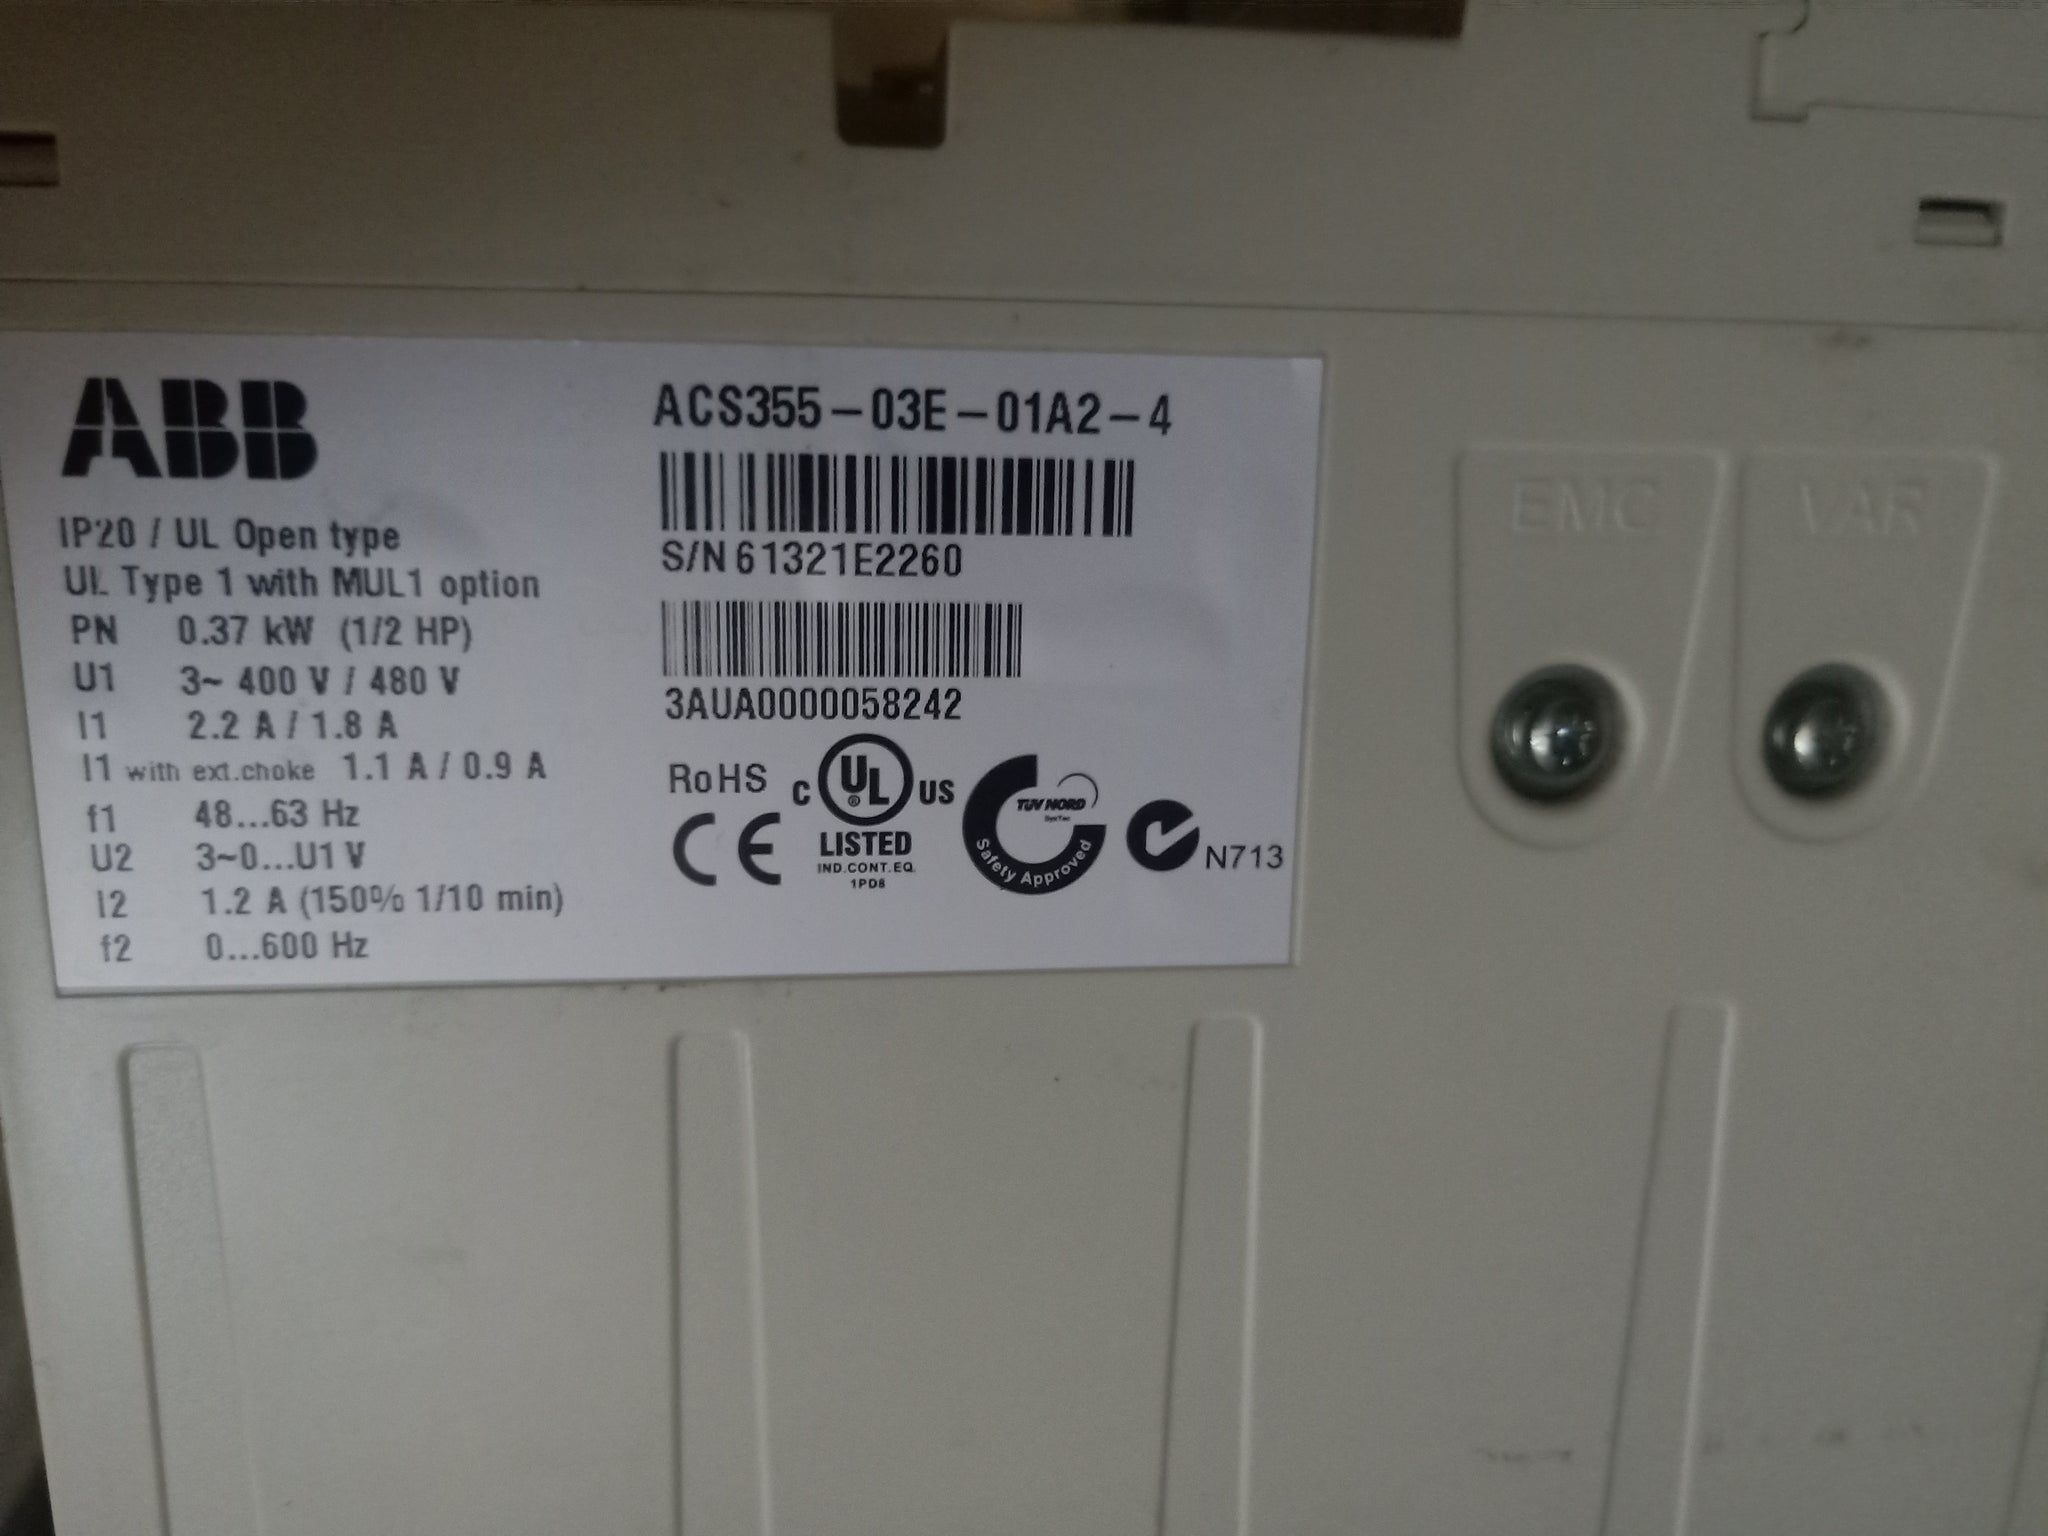 ABB
IP20 / UL Open type
UL Type 1 with MUL1 option
PN 0.37 kW (1/2 HP)
U1 3~ 400 V / 480 V
I1 2.2 A / 1.8 A
I1 with ext.choke 1.1 A / 0.9 A
f1 48...63 Hz
U2 3~0...U1 V
I2 1.2 A (150% 1/10 min)
f2 0...600 Hz
ACS355-03E-01A2-4
S/N 61321E2260
3AUA0000058242
RoHS
CE
C UL ® US
LISTED
IND.CONT.EQ.
1PD8
TÜV NORD
SysTec
Safety Approved
N713
EMC
VAR